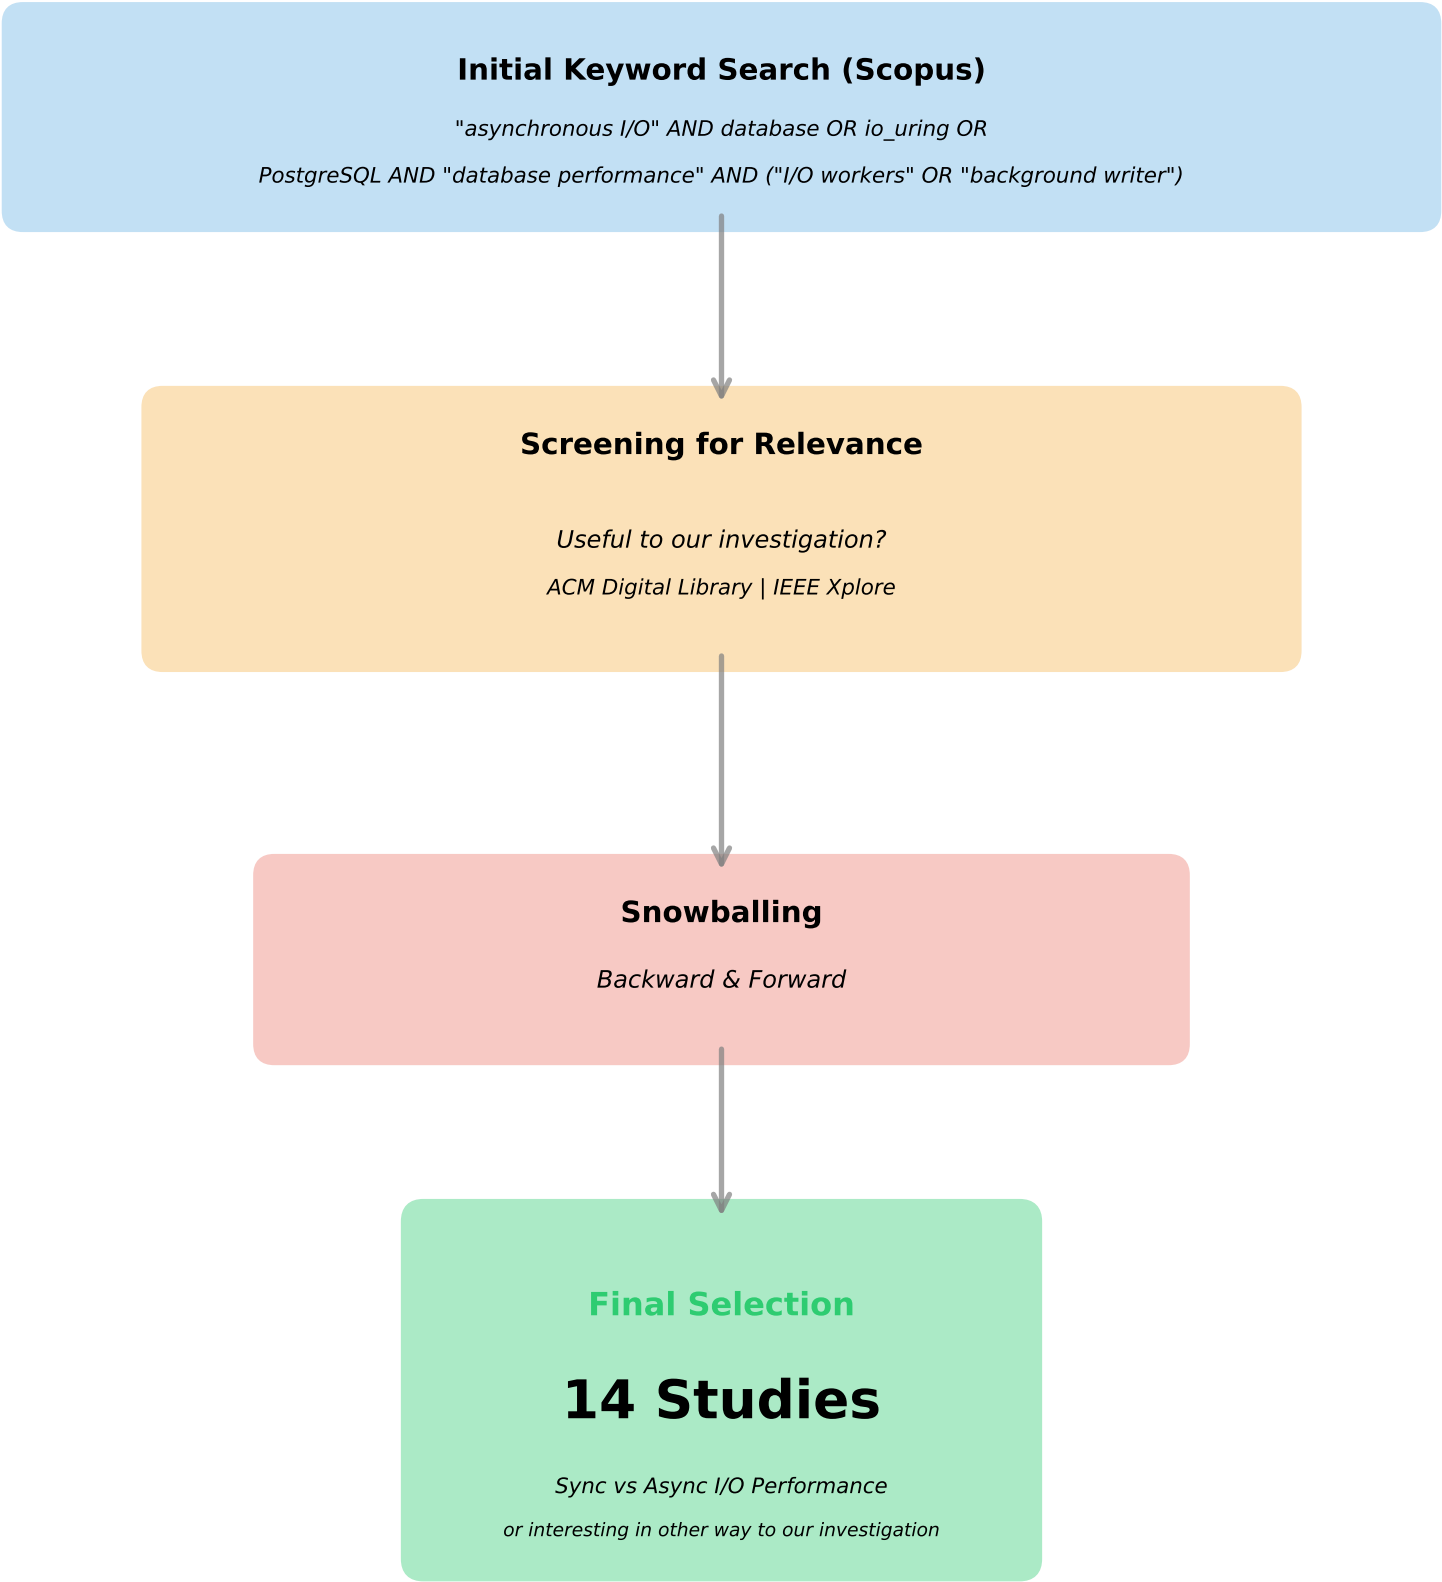 Initial Keyword Search (Scopus)
"asynchronous I/O" AND database OR io_uring OR
PostgreSQL AND "database performance" AND ("I/O workers" OR "background writer")
Screening for Relevance
Useful to our investigation?
ACM Digital Library | IEEE Xplore
Snowballing
Backward & Forward
Final Selection
14 Studies
Sync vs Async I/O Performance
or interesting in other way to our investigation